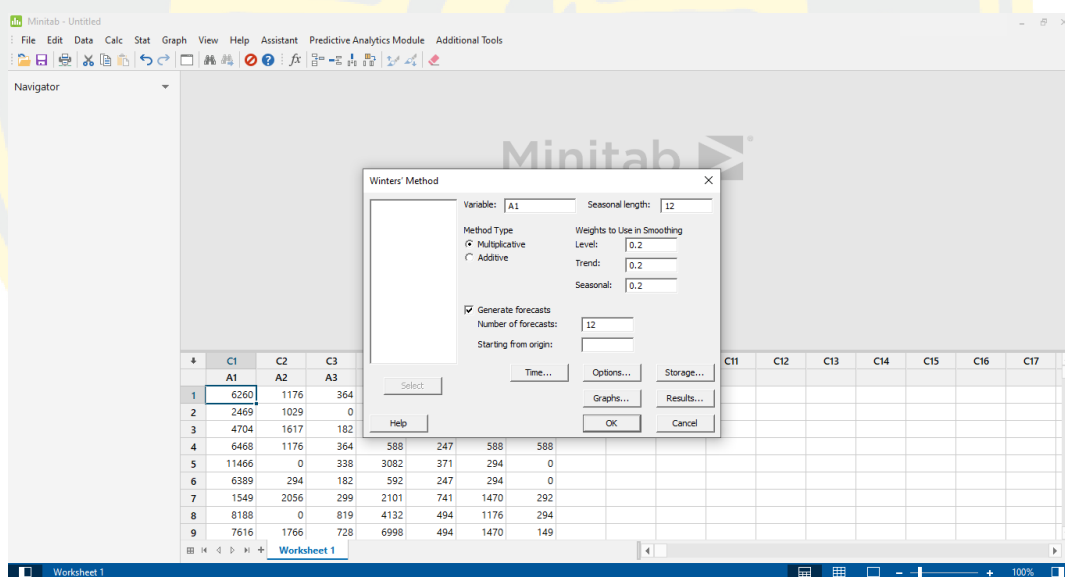 Minitab - Untitled
File Edit Data Calc Stat Graph View Help Assistant Predictive Analytics Module Additional Tools
fx
Navigator
Minitab
Winters' Method
Variable: A1 Seasonal length: 12
Method Type Weights to Use in Smoothing
Multiplicative Level: 0.2
Additive
Trend: 0.2
Seasonal: 0.2
Generate forecasts
Number of forecasts: 12
Starting from origin:
Time... Options... Storage...
Select
Graphs... Results...
Help OK Cancel
C1 C2 C3 C11 C12 C13 C14 C15 C16 C17
A1 A2 A3
1 6260 1176 364
2 2469 1029 0
3 4704 1617 182
4 6468 1176 364 588 247 588 588
5 11466 0 338 3082 371 294 0
6 6389 294 182 592 247 294 0
7 1549 2056 299 2101 741 1470 292
8 8188 0 819 4132 494 1176 294
9 7616 1766 728 6998 494 1470 149
Worksheet 1
Worksheet 1 100%